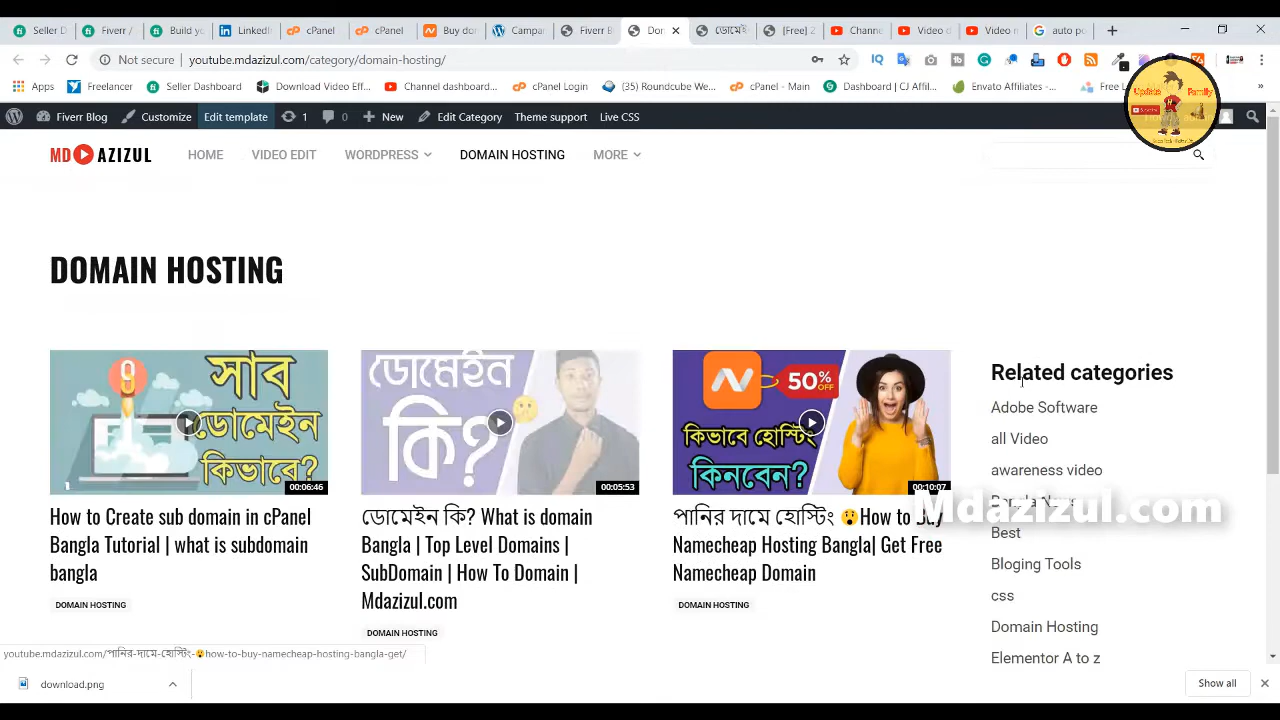 Seller D
Fiverr /
Build y
Linked
cPanel
cPanel
Buy do
Campa
Fiverr B
Dom
ডোমেই
[Free] 2
Chann
Video d
Video n
auto po
Not secure | youtube.mdazizul.com/category/domain-hosting/
Apps
Freelancer
Seller Dashboard
Download Video Eff...
Channel dashboard...
cPanel Login
(35) Roundcube We...
cPanel - Main
Dashboard | CJ Affil...
Envato Affiliates -...
Free L
Fiverr Blog
Customize
Edit template
1
0
New
Edit Category
Theme support
Live CSS
Update Family
MD AZIZUL
HOME
VIDEO EDIT
WORDPRESS
DOMAIN HOSTING
MORE
DOMAIN HOSTING
সাব
ডোমেইন
কিভাবে?
00:06:46
ডোমেইন
কি?
00:05:53
50%
OFF
কিভাবে হোস্টিং
কিনবেন?
00:10:07
How to Create sub domain in cPanel
Bangla Tutorial | what is subdomain
bangla
DOMAIN HOSTING
ডোমেইন কি? What is domain
Bangla | Top Level Domains |
SubDomain | How To Domain |
Mdazizul.com
DOMAIN HOSTING
পানির দামে হোস্টিং 😲How to Buy
Namecheap Hosting Bangla| Get Free
Namecheap Domain
DOMAIN HOSTING
Related categories
Adobe Software
all Video
awareness video
Mdazizul.com
Best
Bloging Tools
css
Domain Hosting
Elementor A to z
youtube.mdazizul.com/পানির-দামে-হোস্টিং-😲how-to-buy-namecheap-hosting-bangla-get/
download.png
Show all